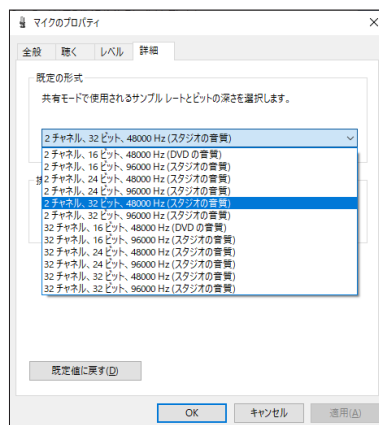 マイクのプロパティ
全般 聴く レベル 詳細
既定の形式
共有モードで使用されるサンプル レートとビットの深さを選択します。
2 チャネル、32 ビット、48000 Hz (スタジオの音質)
2 チャネル、16 ビット、48000 Hz (DVD の音質)
2 チャネル、16 ビット、96000 Hz (スタジオの音質)
2 チャネル、24 ビット、48000 Hz (スタジオの音質)
2 チャネル、24 ビット、96000 Hz (スタジオの音質)
2 チャネル、32 ビット、48000 Hz (スタジオの音質)
2 チャネル、32 ビット、96000 Hz (スタジオの音質)
32 チャネル、16 ビット、48000 Hz (DVD の音質)
32 チャネル、16 ビット、96000 Hz (スタジオの音質)
32 チャネル、24 ビット、48000 Hz (スタジオの音質)
32 チャネル、24 ビット、96000 Hz (スタジオの音質)
32 チャネル、32 ビット、48000 Hz (スタジオの音質)
32 チャネル、32 ビット、96000 Hz (スタジオの音質)
既定値に戻す(D)
OK キャンセル 適用(A)